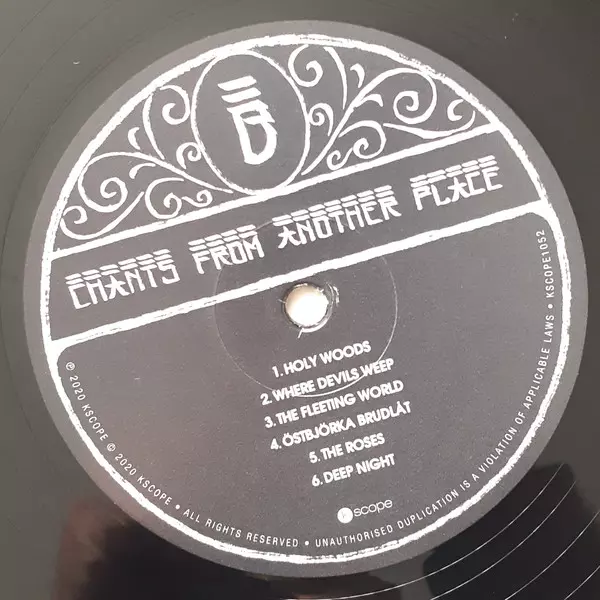 B
CHANTS FROM ANOTHER PLACE
1. HOLY WOODS
2. WHERE DEVILS WEEP
3. THE FLEETING WORLD
4. ÖSTBJÖRKA BRUDLÅT
5. THE ROSES
6. DEEP NIGHT
kscope
℗ 2020 KSCOPE © 2020 KSCOPE • ALL RIGHTS RESERVED • UNAUTHORISED DUPLICATION IS A VIOLATION OF APPLICABLE LAWS • KSCOPE1052